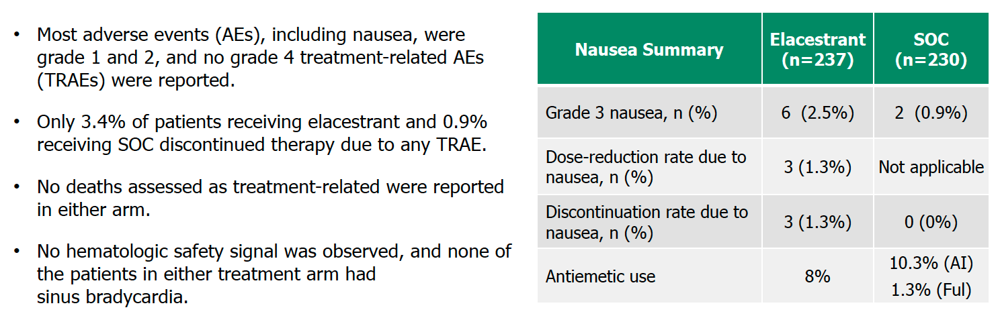 • Most adverse events (AEs), including nausea, were
grade 1 and 2, and no grade 4 treatment-related AEs
(TRAEs) were reported.
• Only 3.4% of patients receiving elacestrant and 0.9%
receiving SOC discontinued therapy due to any TRAE.
• No deaths assessed as treatment-related were reported
in either arm.
• No hematologic safety signal was observed, and none of
the patients in either treatment arm had
sinus bradycardia.
Nausea Summary
Elacestrant
(n=237)
SOC
(n=230)
Grade 3 nausea, n (%)
6 (2.5%)
2 (0.9%)
Dose-reduction rate due to
nausea, n (%)
3 (1.3%)
Not applicable
Discontinuation rate due to
nausea, n (%)
3 (1.3%)
0 (0%)
Antiemetic use
8%
10.3% (AI)
1.3% (Ful)